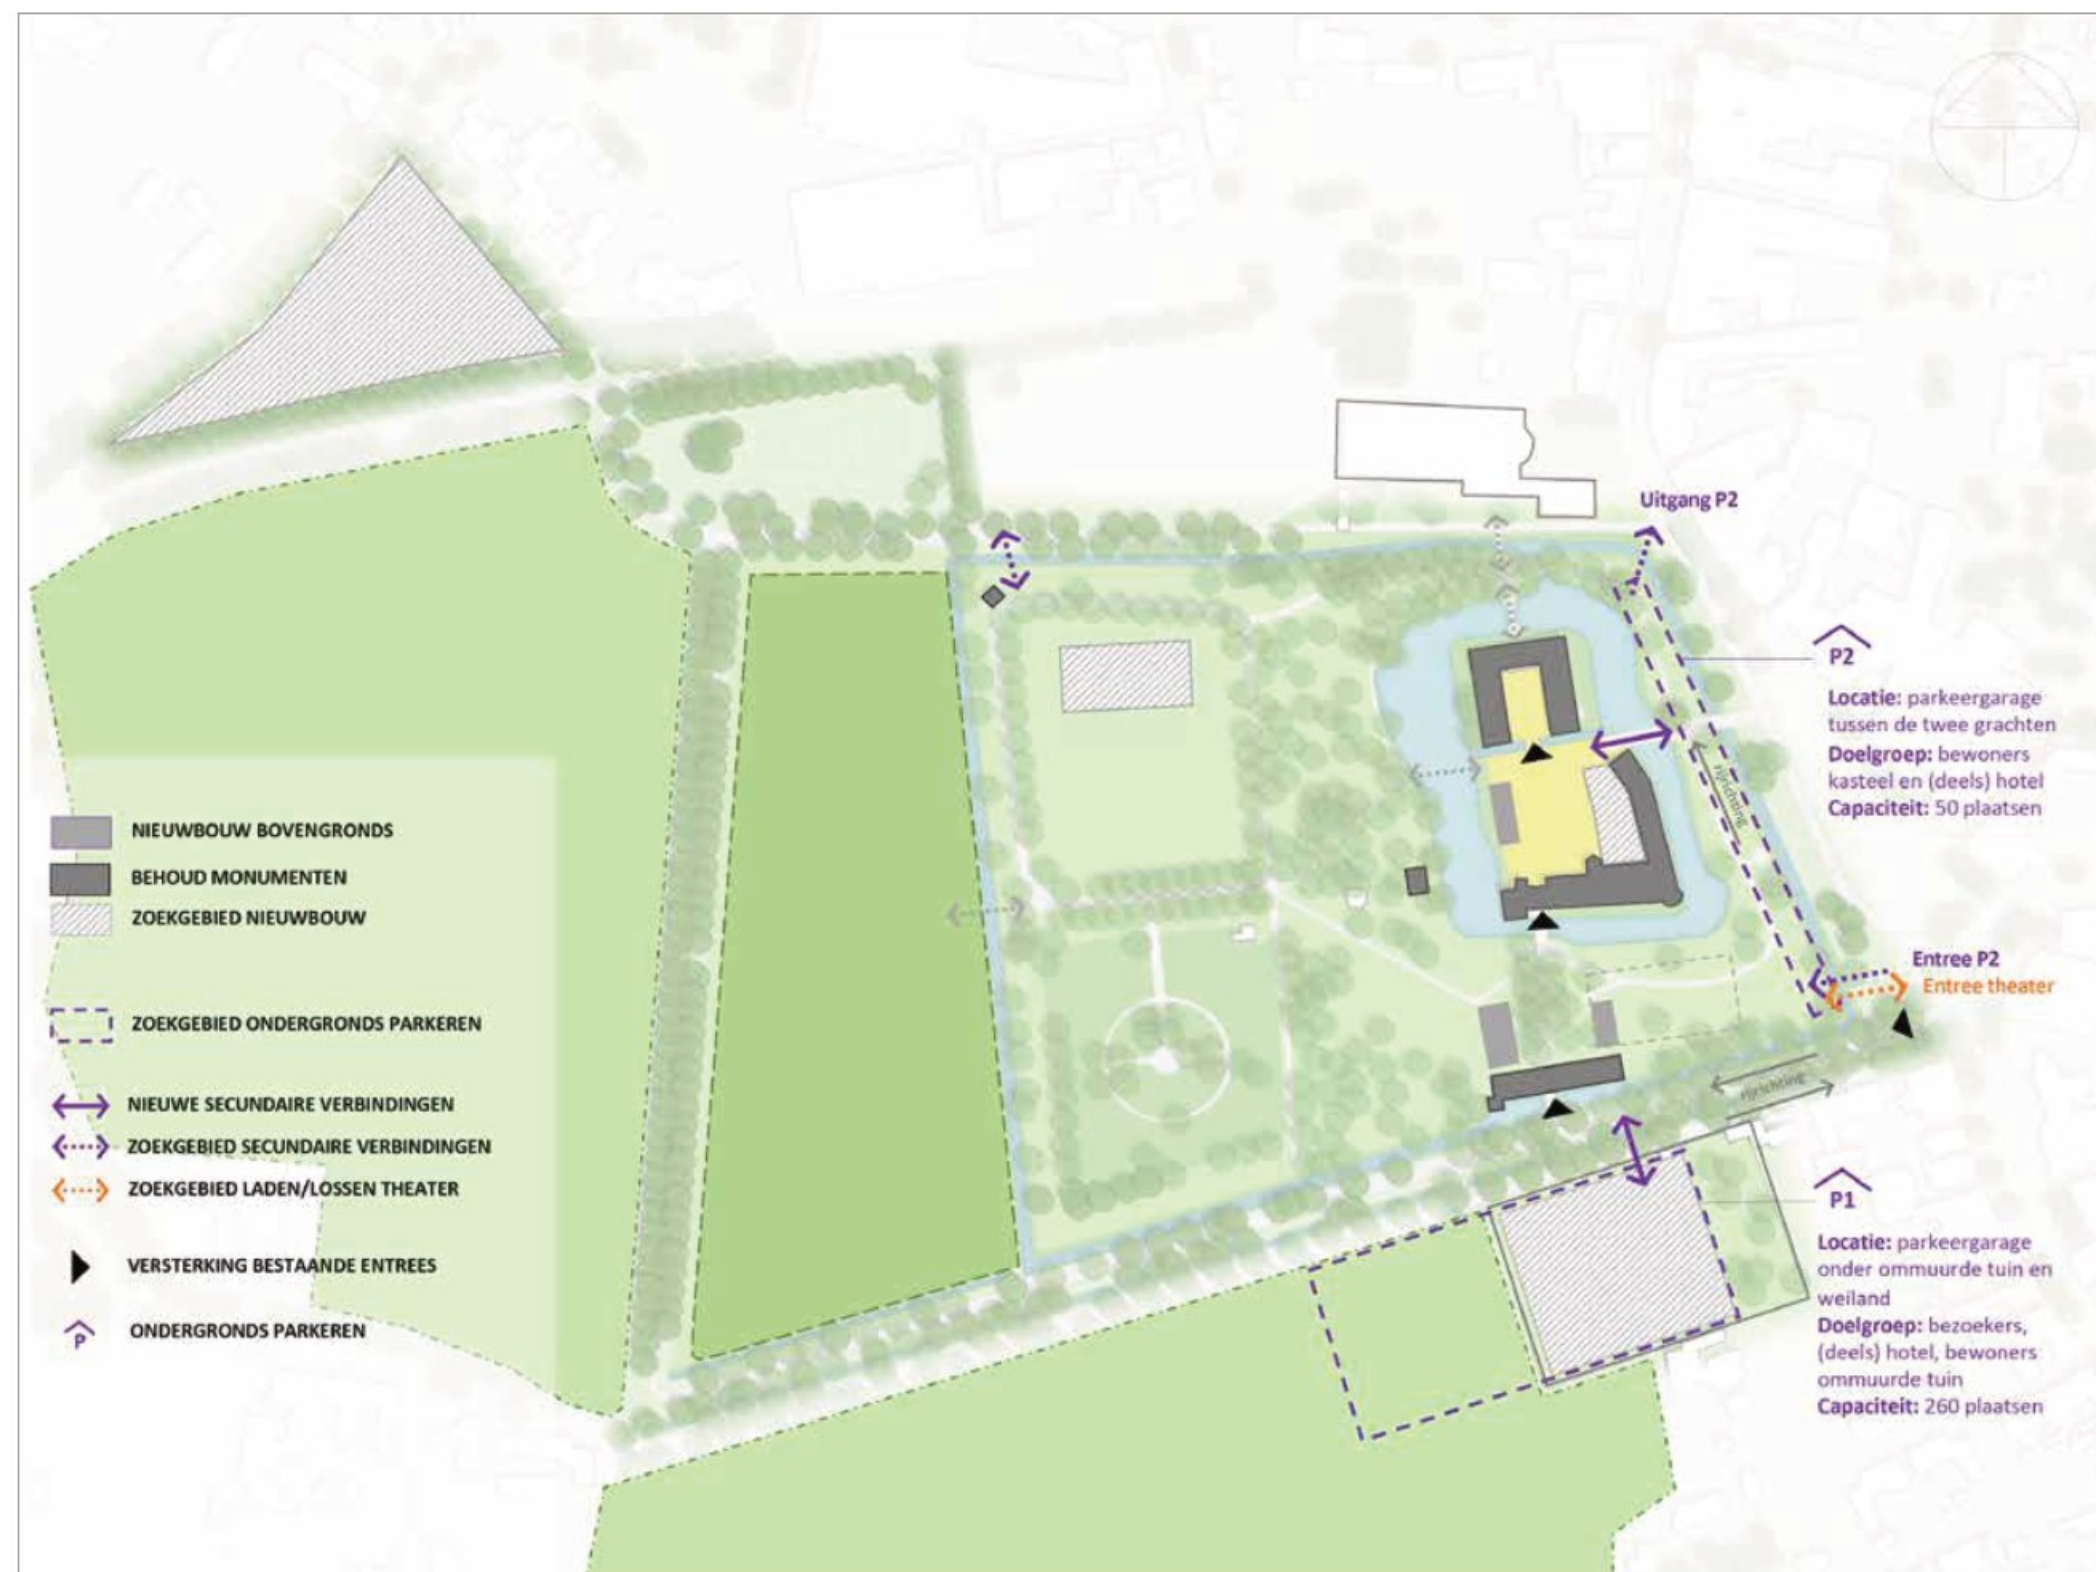 Uitgang P2
P2
Locatie: parkeergarage
tussen de twee grachten
Doelgroep: bewoners
kasteel en (deels) hotel
Capaciteit: 50 plaatsen
rijrichting
NIEUWBOUW BOVENGRONDS
BEHOUD MONUMENTEN
ZOEKGEBIED NIEUWBOUW
ZOEKGEBIED ONDERGRONDS PARKEREN
NIEUWE SECUNDAIRE VERBINDINGEN
ZOEKGEBIED SECUNDAIRE VERBINDINGEN
ZOEKGEBIED LADEN/LOSSEN THEATER
VERSTERKING BESTAANDE ENTREES
P
ONDERGRONDS PARKEREN
Entree P2
Entree theater
rijrichting
P1
Locatie: parkeergarage
onder ommuurde tuin en
weiland
Doelgroep: bezoekers,
(deels) hotel, bewoners
ommuurde tuin
Capaciteit: 260 plaatsen